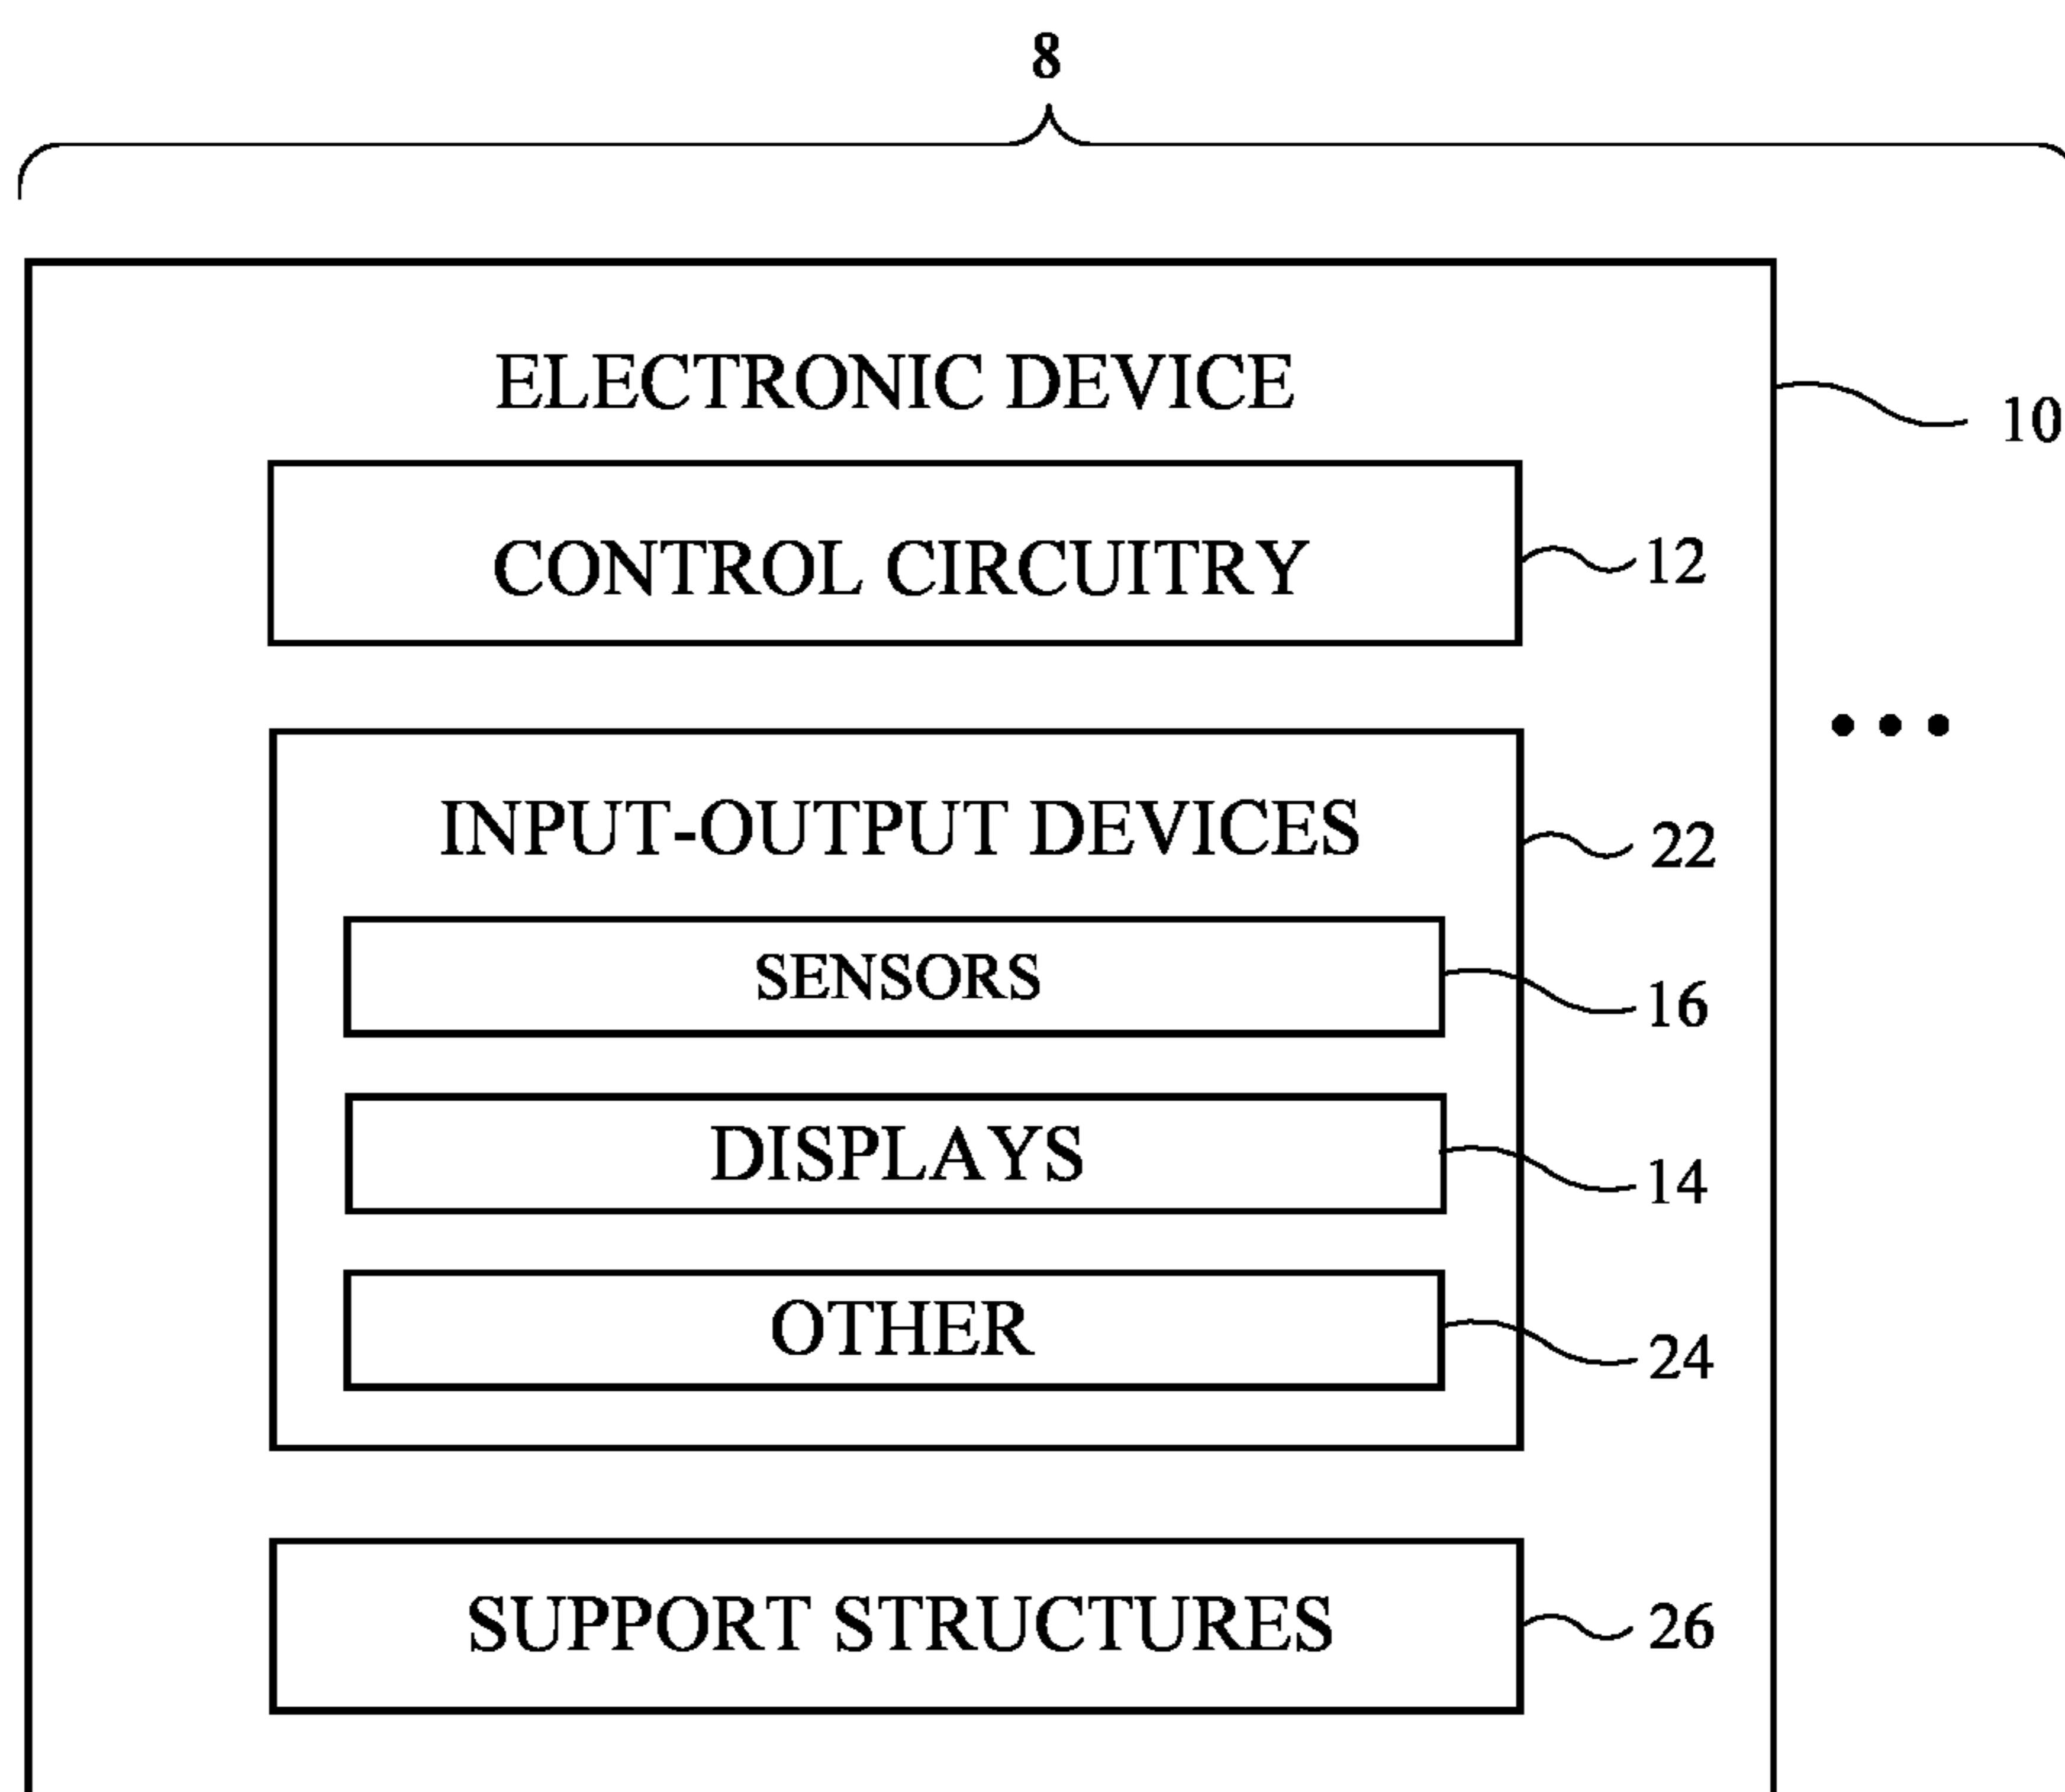 8
ELECTRONIC DEVICE
10
CONTROL CIRCUITRY
12
INPUT-OUTPUT DEVICES
22
SENSORS
16
DISPLAYS
14
OTHER
24
SUPPORT STRUCTURES
26